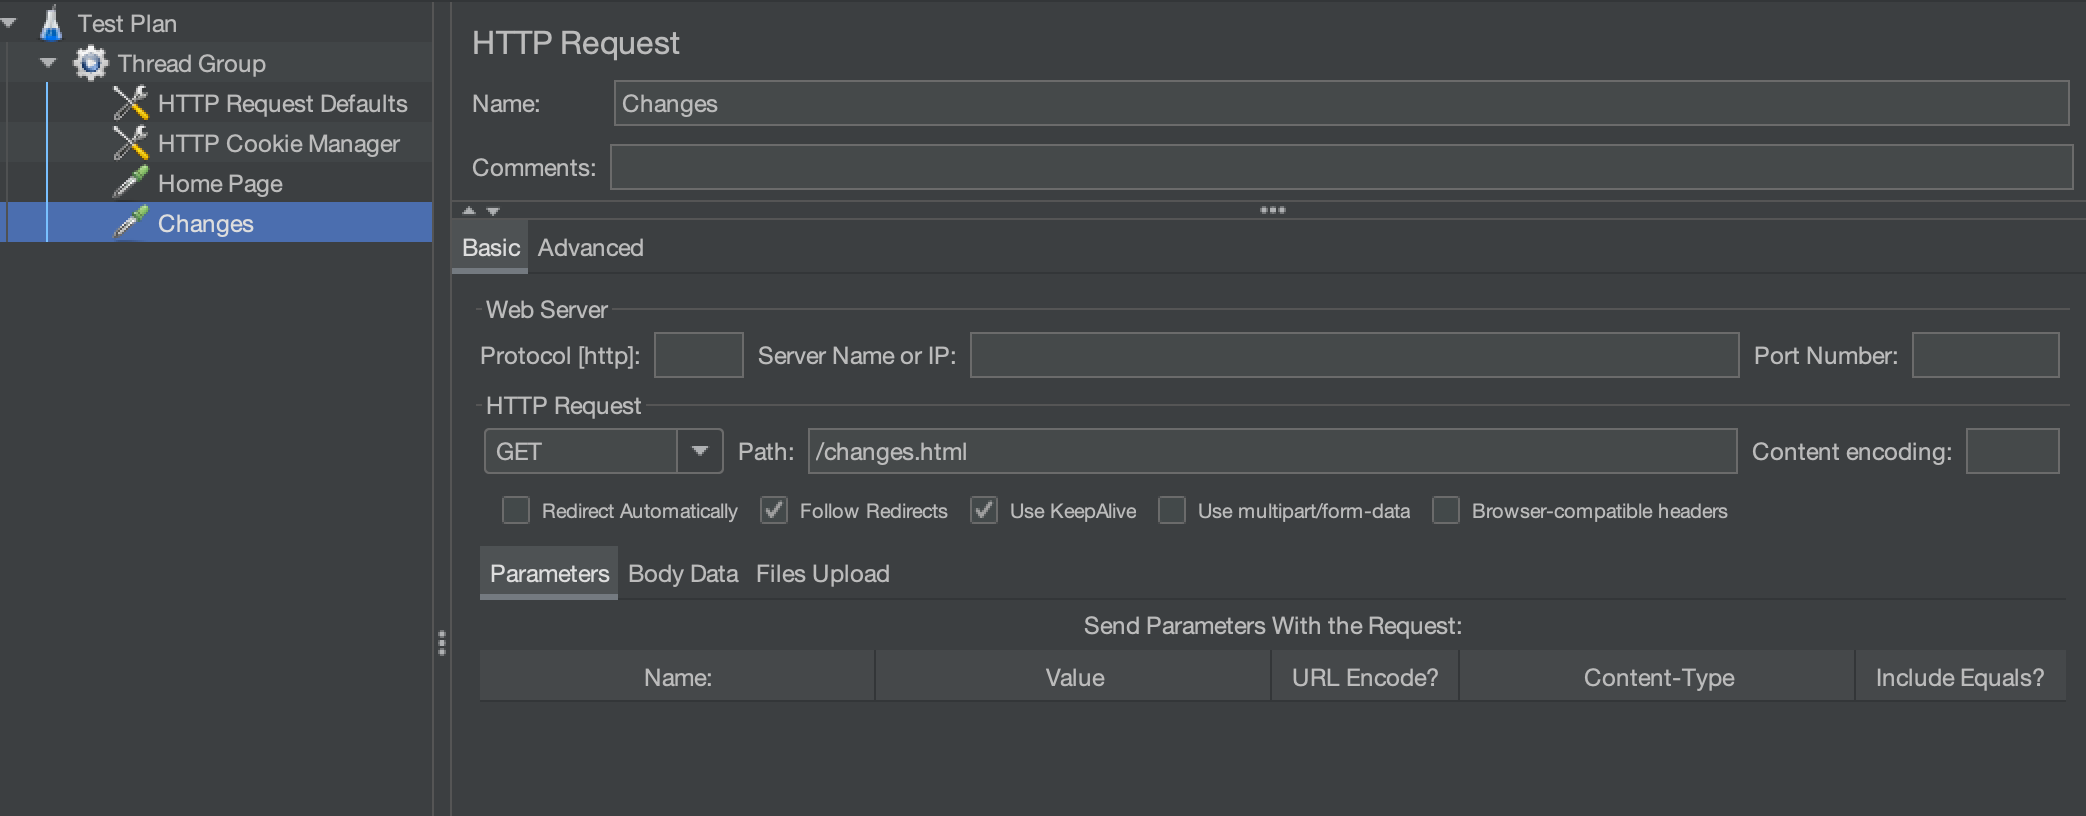 Test Plan
Thread Group
HTTP Request Defaults
HTTP Cookie Manager
Home Page
Changes
HTTP Request
Name: Changes
Comments:
Basic Advanced
Web Server
Protocol [http]: Server Name or IP: Port Number:
HTTP Request
GET Path: /changes.html Content encoding:
Redirect Automatically Follow Redirects Use KeepAlive Use multipart/form-data Browser-compatible headers
Parameters Body Data Files Upload
Send Parameters With the Request:
Name: Value URL Encode? Content-Type Include Equals?